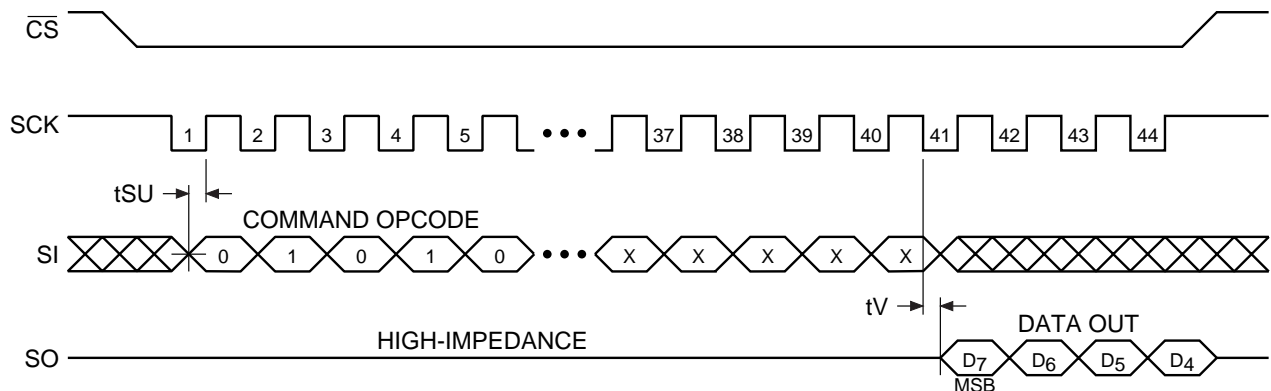 CS
SCK 1 2 3 4 5 ••• 37 38 39 40 41 42 43 44
tSU
COMMAND OPCODE
SI 0 1 0 1 0 ••• X X X X X
tV
HIGH-IMPEDANCE DATA OUT
SO D7 D6 D5 D4
MSB